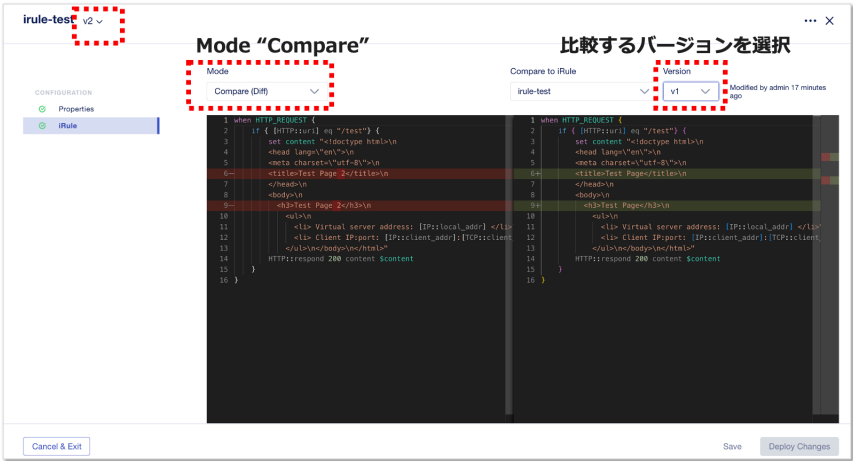 irule-test v2
Mode “Compare”
比較するバージョンを選択
Mode
Compare (Diff)
Compare to iRule
irule-test
Version
v1
Modified by admin 17 minutes
ago
CONFIGURATION
Properties
iRule
1 when HTTP_REQUEST {
2 if { [HTTP::uri] eq "/test"} {
3 set content "<!doctype html>\n
4 <head lang=\"en\">\n
5 <meta charset=\"utf-8\">\n
6— <title>Test Page 2</title>\n
7 </head>\n
8 <body>\n
9— <h3>Test Page 2</h3>\n
10 <ul>\n
11 <li> Virtual server address: [IP::local_addr] </li>
12 <li> Client IP:port: [IP::client_addr]:[TCP::client
13 </ul>\n</body>\n</html>"
14 HTTP::respond 200 content $content
15 }
16 }
1 when HTTP_REQUEST {
2 if { [HTTP::uri] eq "/test"} {
3 set content "<!doctype html>\n
4 <head lang=\"en\">\n
5 <meta charset=\"utf-8\">\n
6+ <title>Test Page</title>\n
7 </head>\n
8 <body>\n
9+ <h3>Test Page</h3>\n
10 <ul>\n
11 <li> Virtual server address: [IP::local_addr] </li>
12 <li> Client IP:port: [IP::client_addr]:[TCP::client_
13 </ul>\n</body>\n</html>"
14 HTTP::respond 200 content $content
15 }
16 }
Cancel & Exit
Save
Deploy Changes